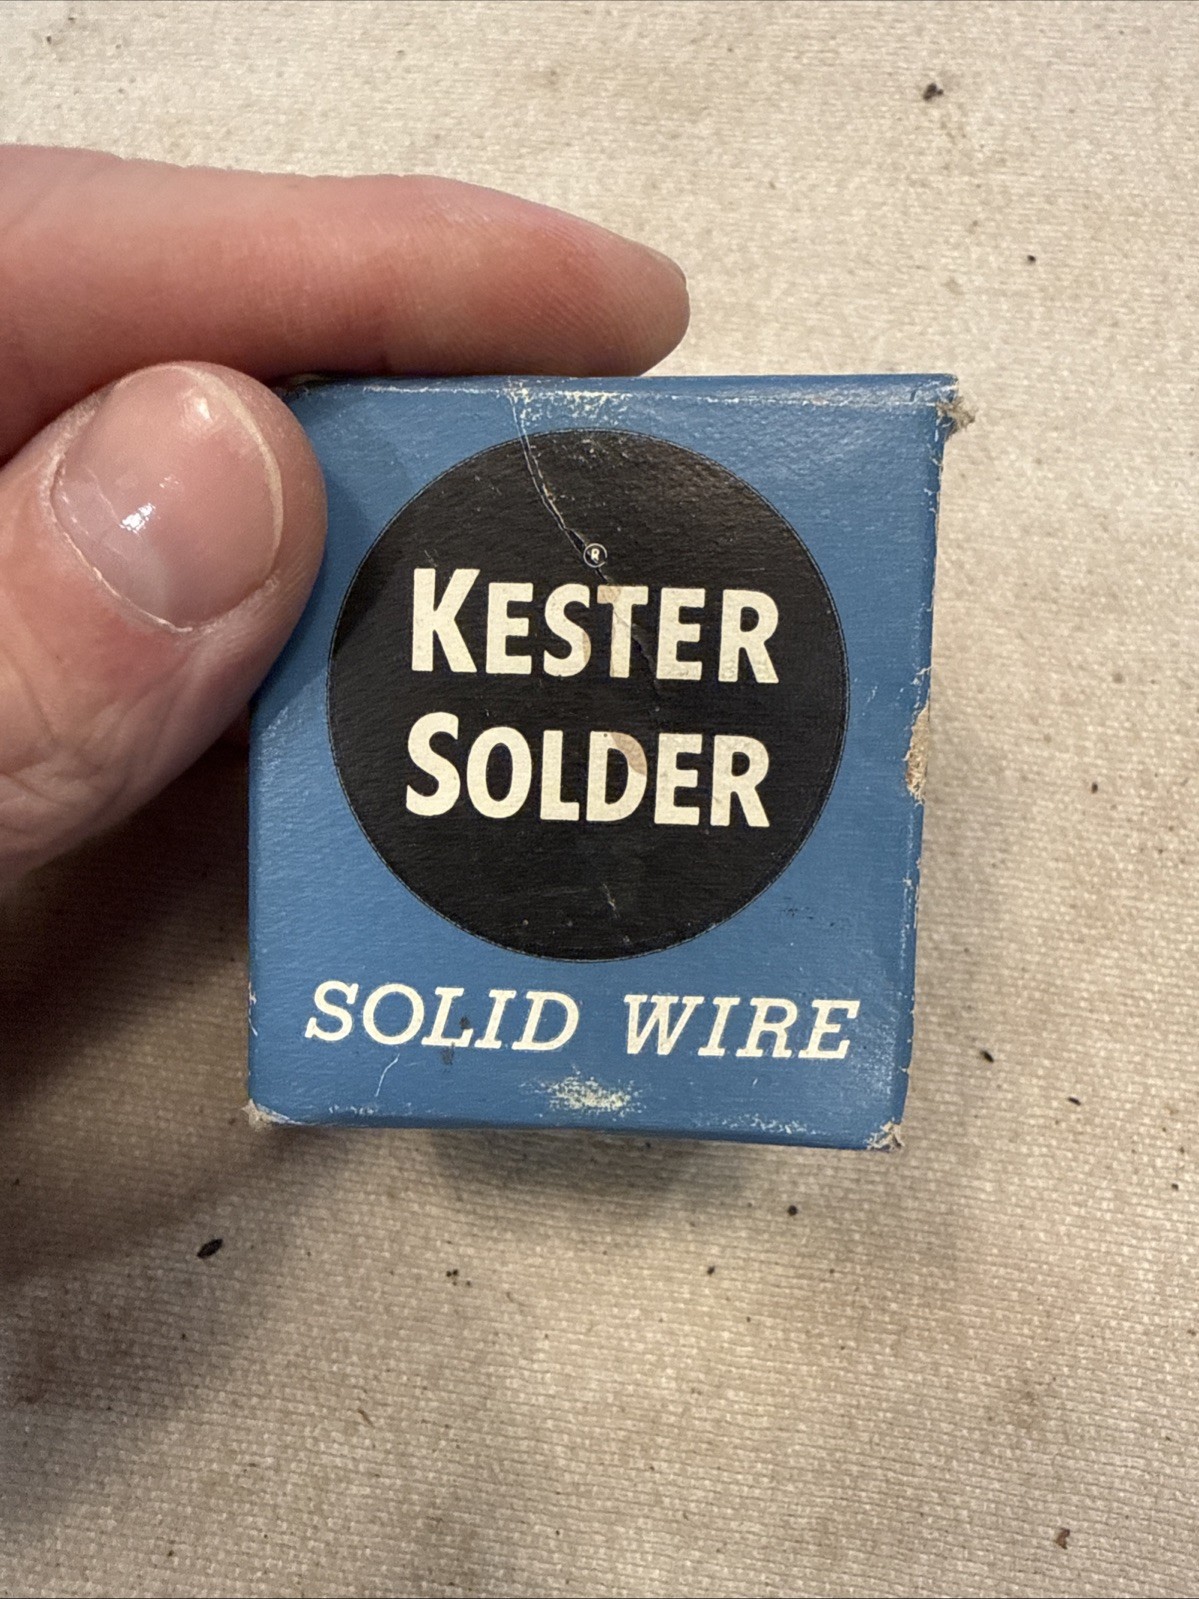 ®
KESTER
SOLDER
SOLID WIRE